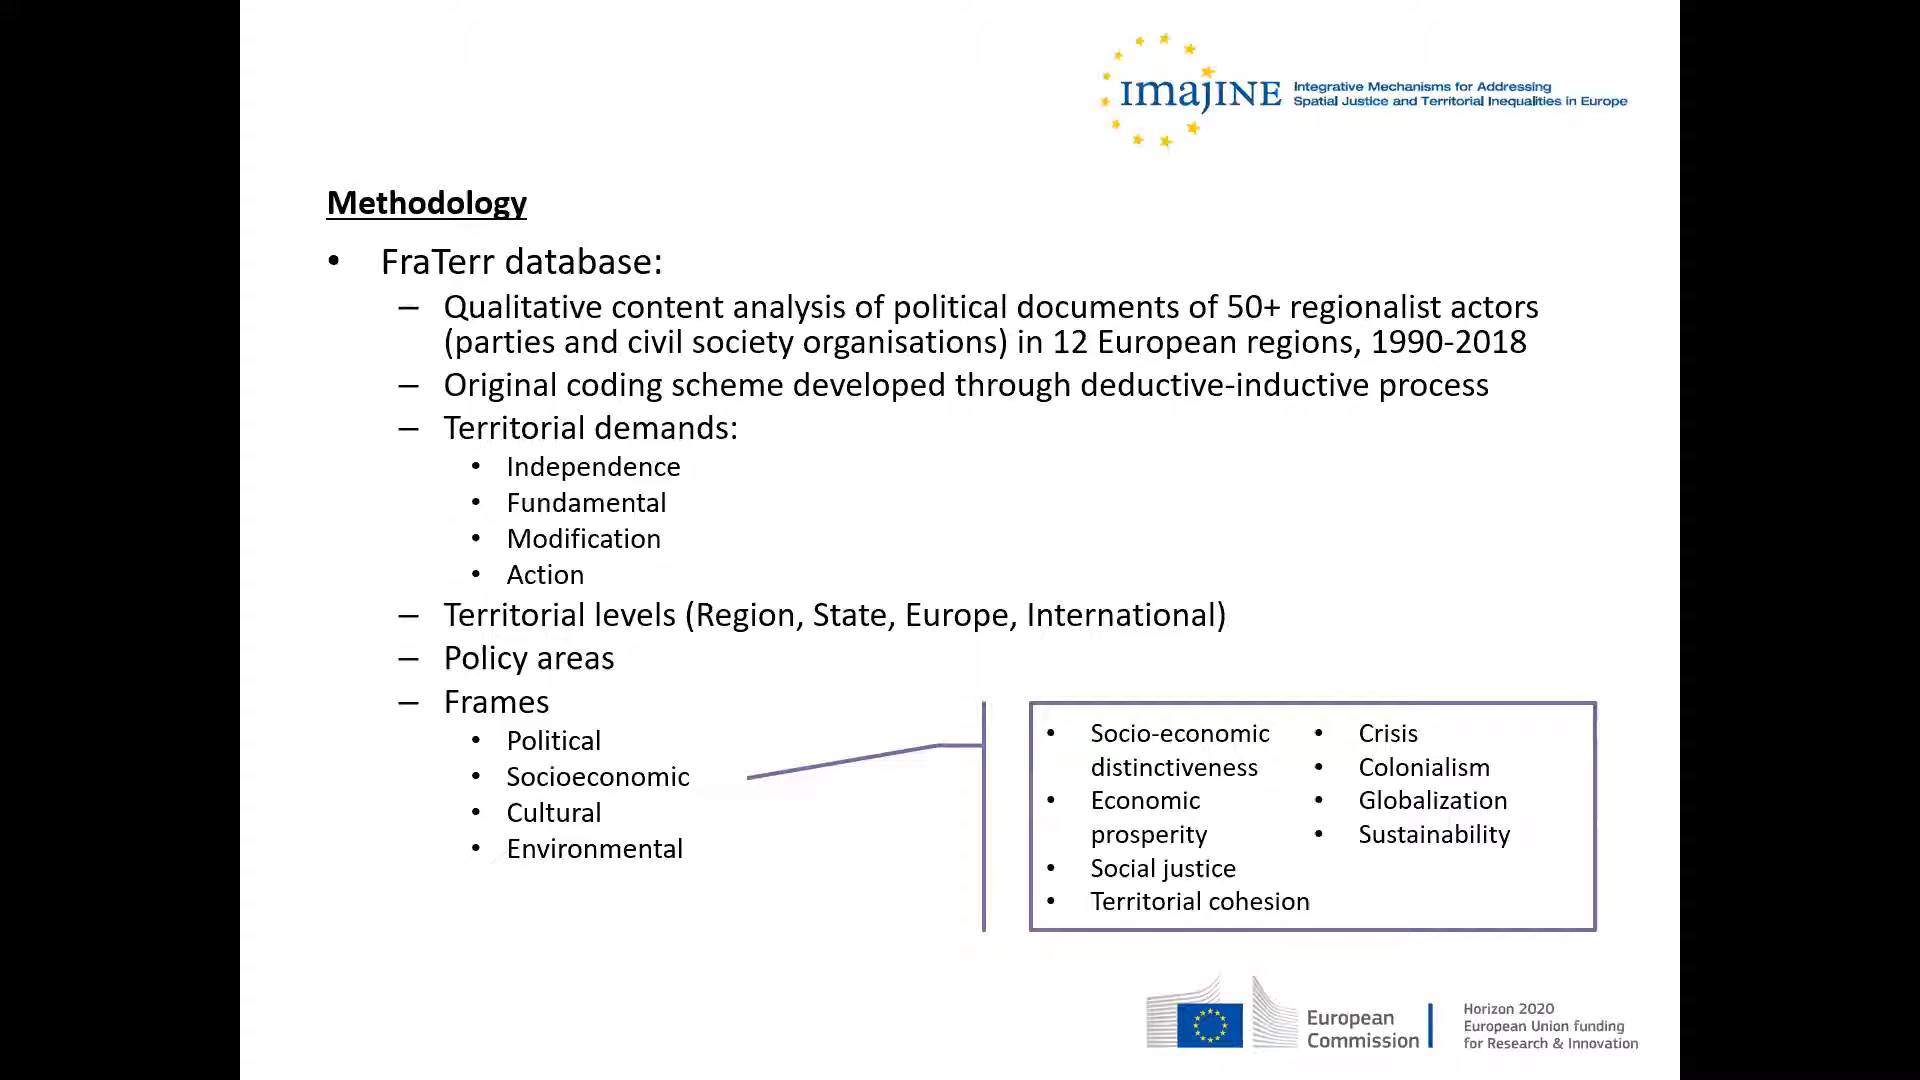 ImajINE
Integrative Mechanisms for Addressing
Spatial Justice and Territorial Inequalities in Europe
Methodology
• FraTerr database:
– Qualitative content analysis of political documents of 50+ regionalist actors
(parties and civil society organisations) in 12 European regions, 1990-2018
– Original coding scheme developed through deductive-inductive process
– Territorial demands:
• Independence
• Fundamental
• Modification
• Action
– Territorial levels (Region, State, Europe, International)
– Policy areas
– Frames
• Political
• Socioeconomic
• Cultural
• Environmental
• Socio-economic
distinctiveness
• Economic
prosperity
• Social justice
• Territorial cohesion
• Crisis
• Colonialism
• Globalization
• Sustainability
European
Commission
Horizon 2020
European Union funding
for Research & Innovation